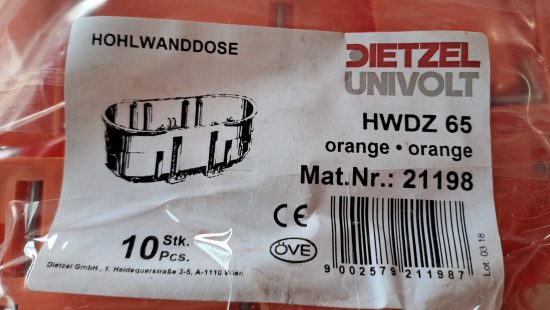 HOHLWANDDOSE
DIETZEL
UNIVOLT
HWDZ 65
orange • orange
Mat.Nr.: 21198
10 Stk.
Pcs.
CE
ÖVE
Dietzel GmbH., 1. Haidequerstraße 3-5, A-1110 Wien
9 002579 211987
Lot: 03 18